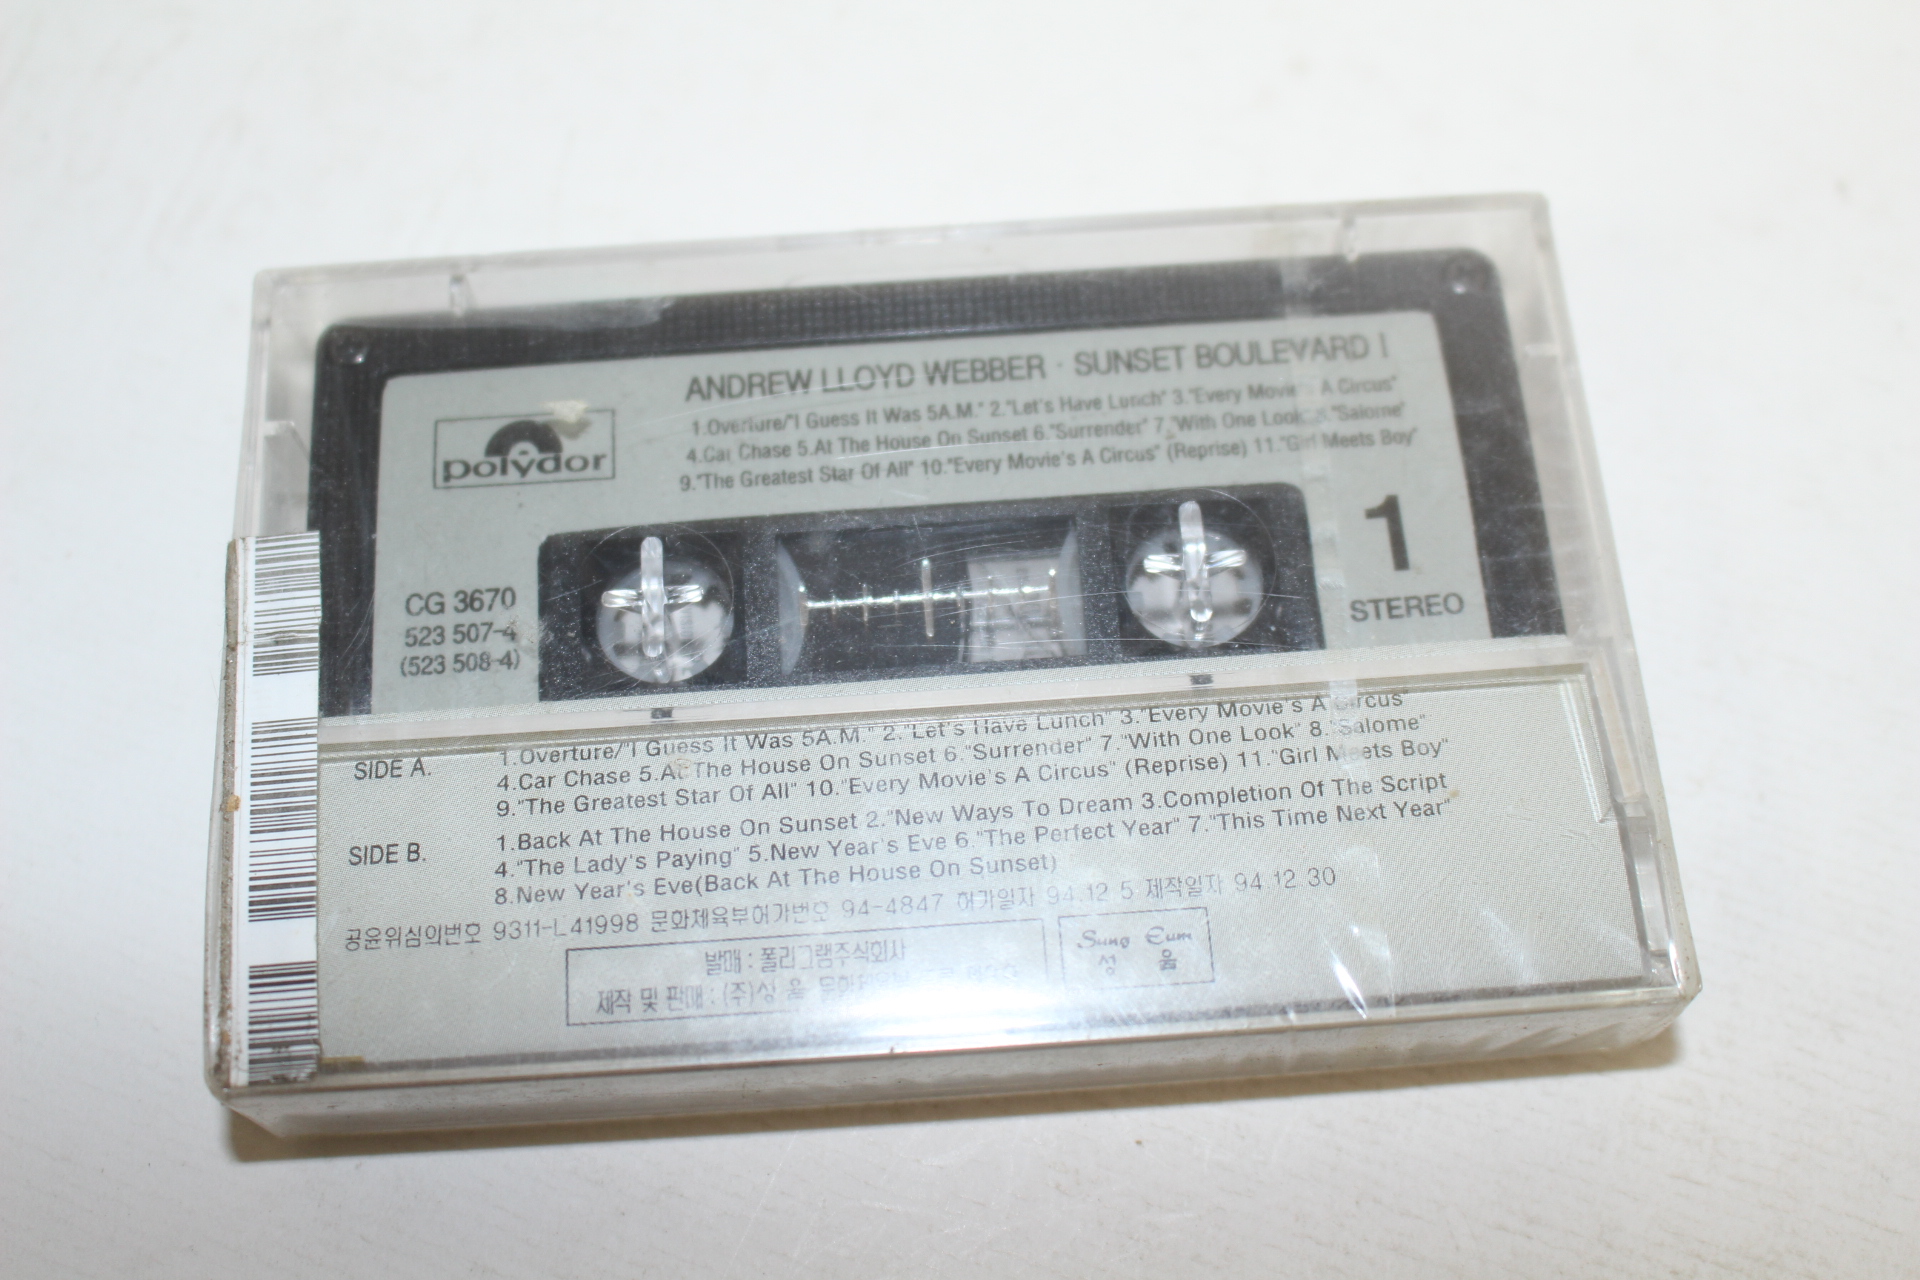 ANDREW LLOYD WEBBER · SUNSET BOULEVARD I
polydor
1.Overture/"I Guess It Was 5A.M." 2."Let's Have Lunch" 3."Every Movie's A Circus"
4.Car Chase 5.At The House On Sunset 6."Surrender" 7."With One Look" 8."Salome"
9."The Greatest Star Of All" 10."Every Movie's A Circus" (Reprise) 11."Girl Meets Boy"
CG 3670
523 507-4
(523 508-4)
1
STEREO
SIDE A.
1.Overture/"I Guess It Was 5A.M." 2."Let's Have Lunch" 3."Every Movie's A Circus"
4.Car Chase 5.At The House On Sunset 6."Surrender" 7."With One Look" 8."Salome"
9."The Greatest Star Of All" 10."Every Movie's A Circus" (Reprise) 11."Girl Meets Boy"
SIDE B.
1.Back At The House On Sunset 2."New Ways To Dream 3.Completion Of The Script
4."The Lady's Paying" 5.New Year's Eve 6."The Perfect Year" 7."This Time Next Year"
8.New Year's Eve(Back At The House On Sunset)
공윤위심의번호 9311-L41998 문화체육부허가번호 94-4847 허가일자 94.12 5 제작일자 94 12 30
발매 : 폴리그램주식회사
제작 및 판매 : (주)성 음
Sung Eum
성 음